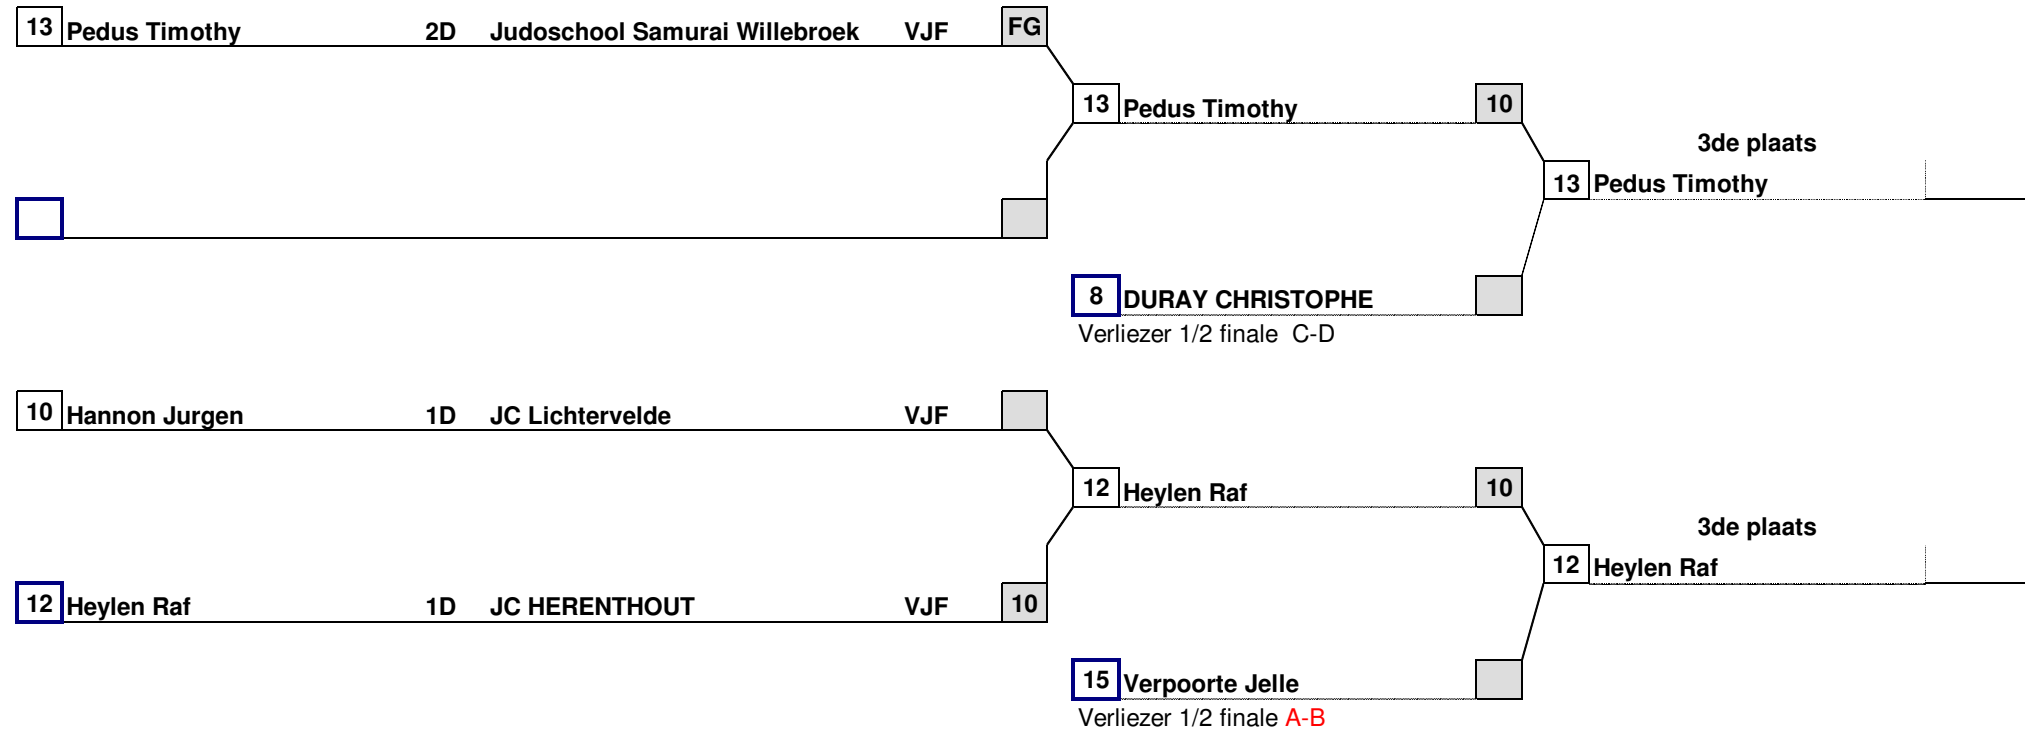 13 Pedus Timothy 2D Judoschool Samurai Willebroek VJF FG
13 Pedus Timothy 10
3de plaats
13 Pedus Timothy
8 DURAY CHRISTOPHE
Verliezer 1/2 finale C-D
10 Hannon Jurgen 1D JC Lichtervelde VJF
12 Heylen Raf 10
3de plaats
12 Heylen Raf
12 Heylen Raf 1D JC HERENTHOUT VJF 10
15 Verpoorte Jelle
Verliezer 1/2 finale A-B